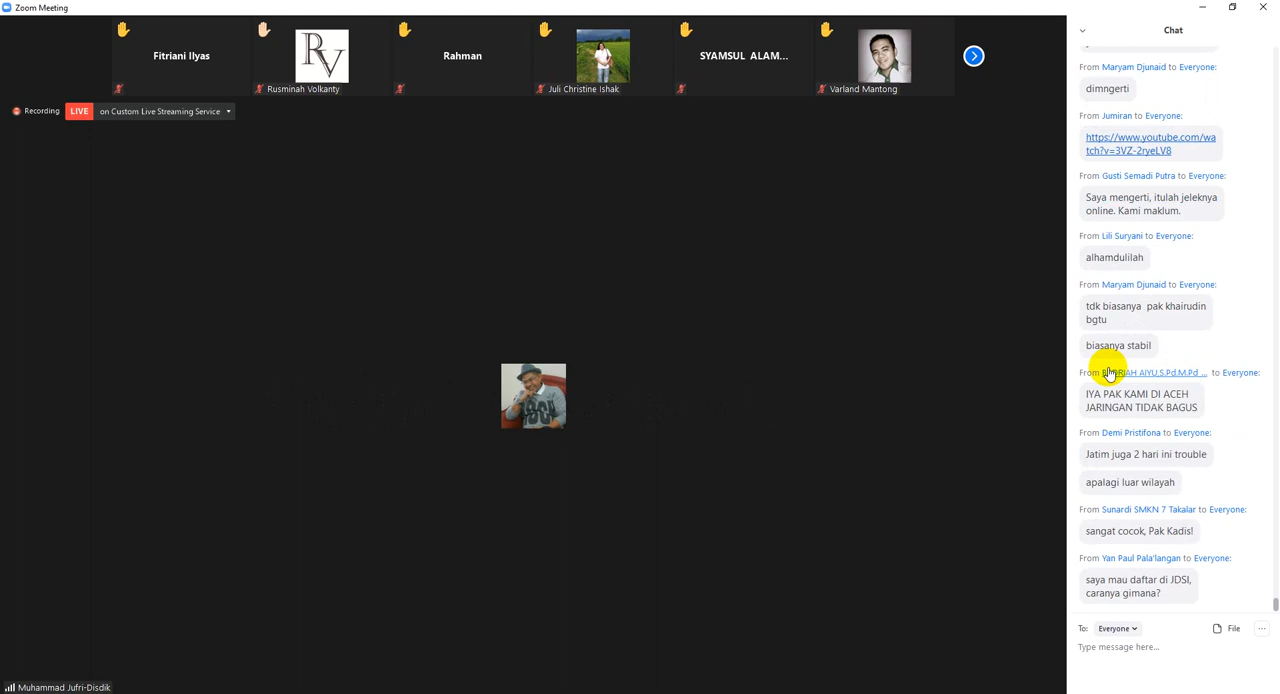 Zoom Meeting
Fitriani Ilyas
RV
Rusminah Volkanty
Rahman
Juli Christine Ishak
SYAMSUL ALAM...
Varland Mantong
Recording
LIVE
on Custom Live Streaming Service
Muhammad Jufri-Disdik
Chat
From Maryam Djunaid to Everyone:
dimngerti
From Jumiran to Everyone:
https://www.youtube.com/wa
tch?v=3VZ-2ryeLV8
From Gusti Semadi Putra to Everyone:
Saya mengerti, itulah jeleknya
online. Kami maklum.
From Lili Suryani to Everyone:
alhamdulilah
From Maryam Djunaid to Everyone:
tdk biasanya pak khairudin
bgtu
biasanya stabil
From AIYU,S.Pd.M.Pd ... to Everyone:
IYA PAK KAMI DI ACEH
JARINGAN TIDAK BAGUS
From Demi Pristifona to Everyone:
Jatim juga 2 hari ini trouble
apalagi luar wilayah
From Sunardi SMKN 7 Takalar to Everyone:
sangat cocok, Pak Kadis!
From Yan Paul Pala'langan to Everyone:
saya mau daftar di JDSI,
caranya gimana?
To: Everyone
File
Type message here...